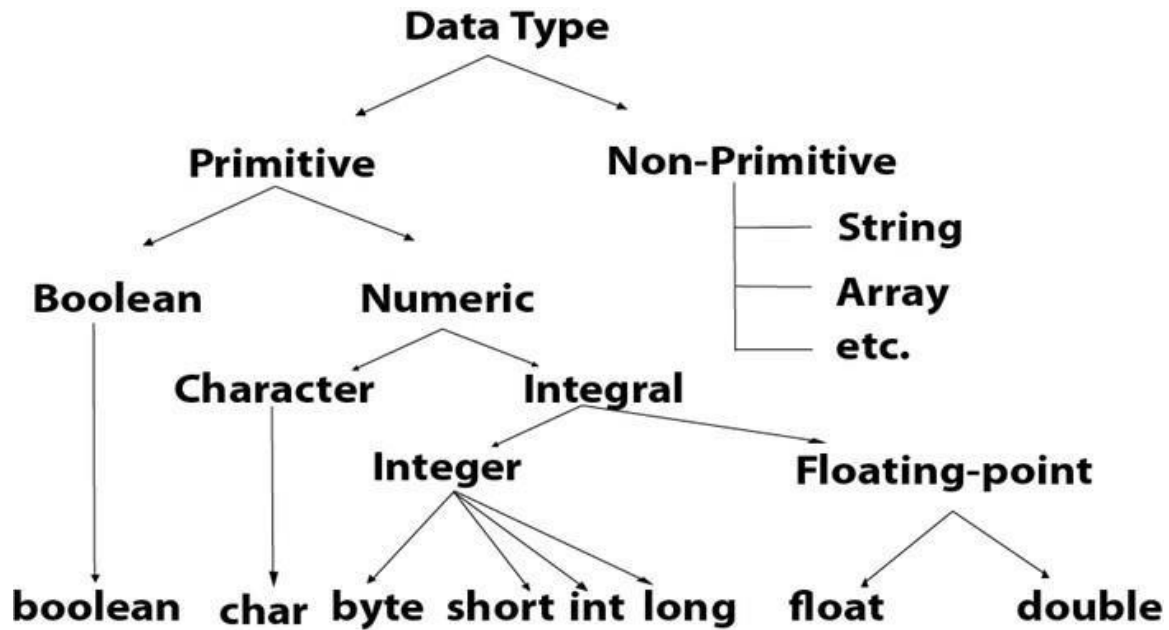 Data Type
Primitive
Non-Primitive
String
Boolean
Numeric
Array
etc.
Character
Integral
Integer
Floating-point
boolean
char
byte
short
int
long
float
double